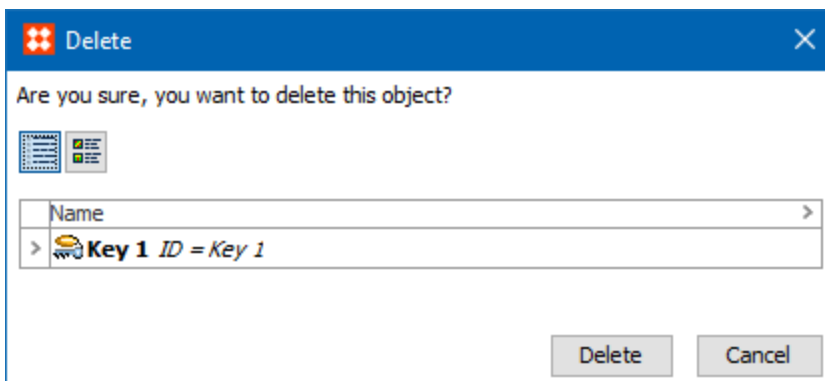 Delete
Are you sure, you want to delete this object?
Name
Key 1 ID = Key 1
Delete Cancel